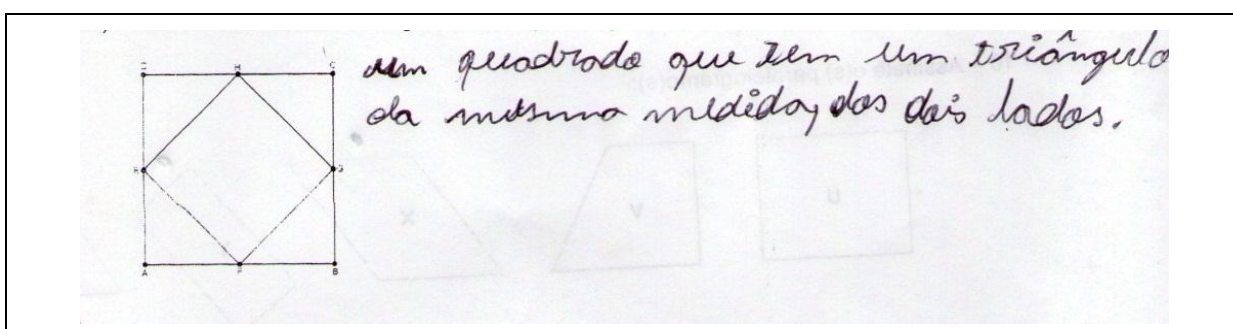 H C
um quadrado que tem um triângulo
da mesma medida, dos dois lados.
G
A F B
X V U